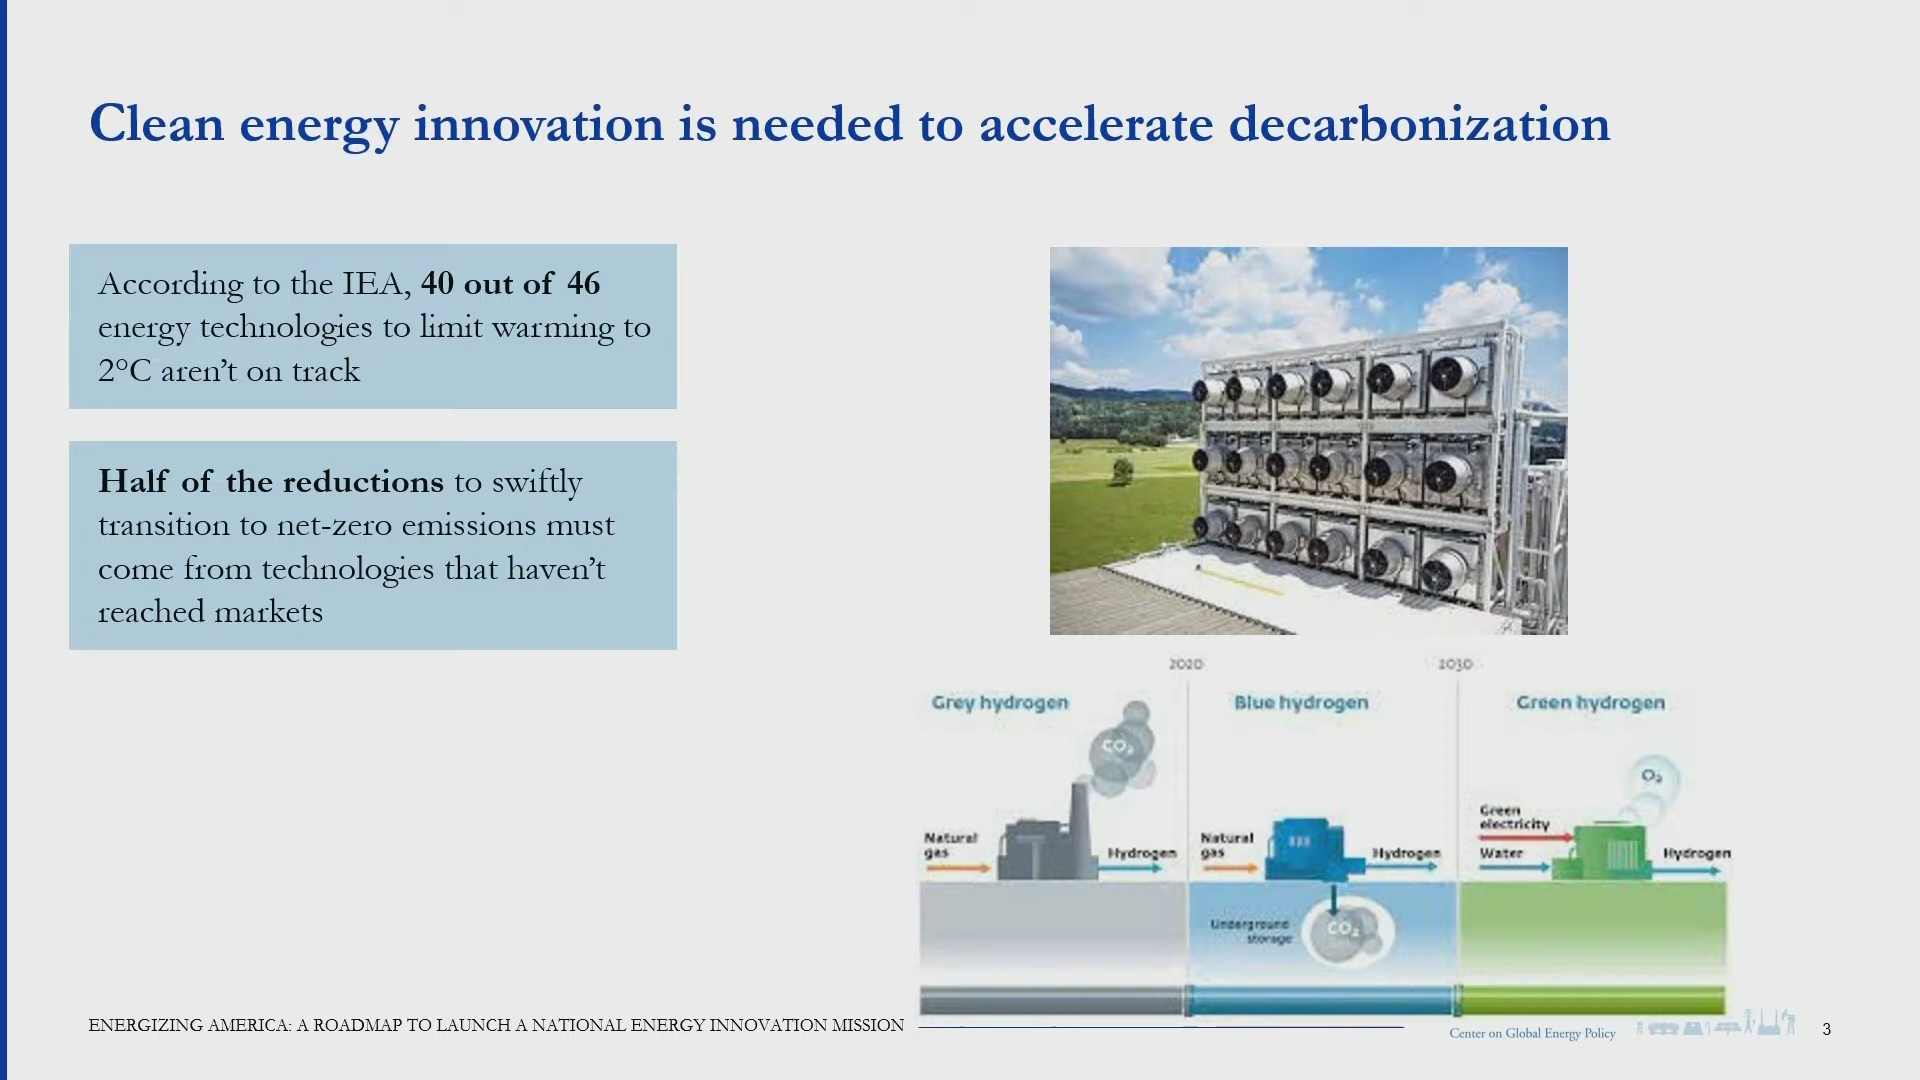 Clean energy innovation is needed to accelerate decarbonization
According to the IEA, 40 out of 46
energy technologies to limit warming to
2°C aren’t on track
Half of the reductions to swiftly
transition to net-zero emissions must
come from technologies that haven’t
reached markets
2020
2030
Grey hydrogen
CO₂
Natural
gas
Hydrogen
Blue hydrogen
Natural
gas
Hydrogen
Underground
storage
CO₂
Green hydrogen
O₂
Green
electricity
Water
Hydrogen
ENERGIZING AMERICA: A ROADMAP TO LAUNCH A NATIONAL ENERGY INNOVATION MISSION
Center on Global Energy Policy
3